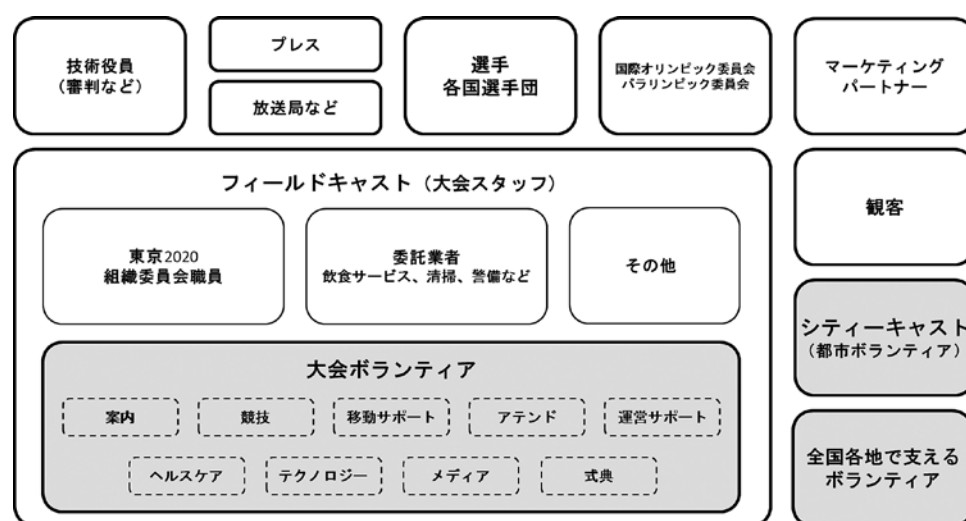 技術役員
（審判など）
プレス
放送局など
選手
各国選手団
国際オリンピック委員会
パラリンピック委員会
マーケティング
パートナー
フィールドキャスト（大会スタッフ）
東京2020
組織委員会職員
委託業者
飲食サービス、清掃、警備など
その他
大会ボランティア
案内
競技
移動サポート
アテンド
運営サポート
ヘルスケア
テクノロジー
メディア
式典
観客
シティーキャスト
（都市ボランティア）
全国各地で支える
ボランティア